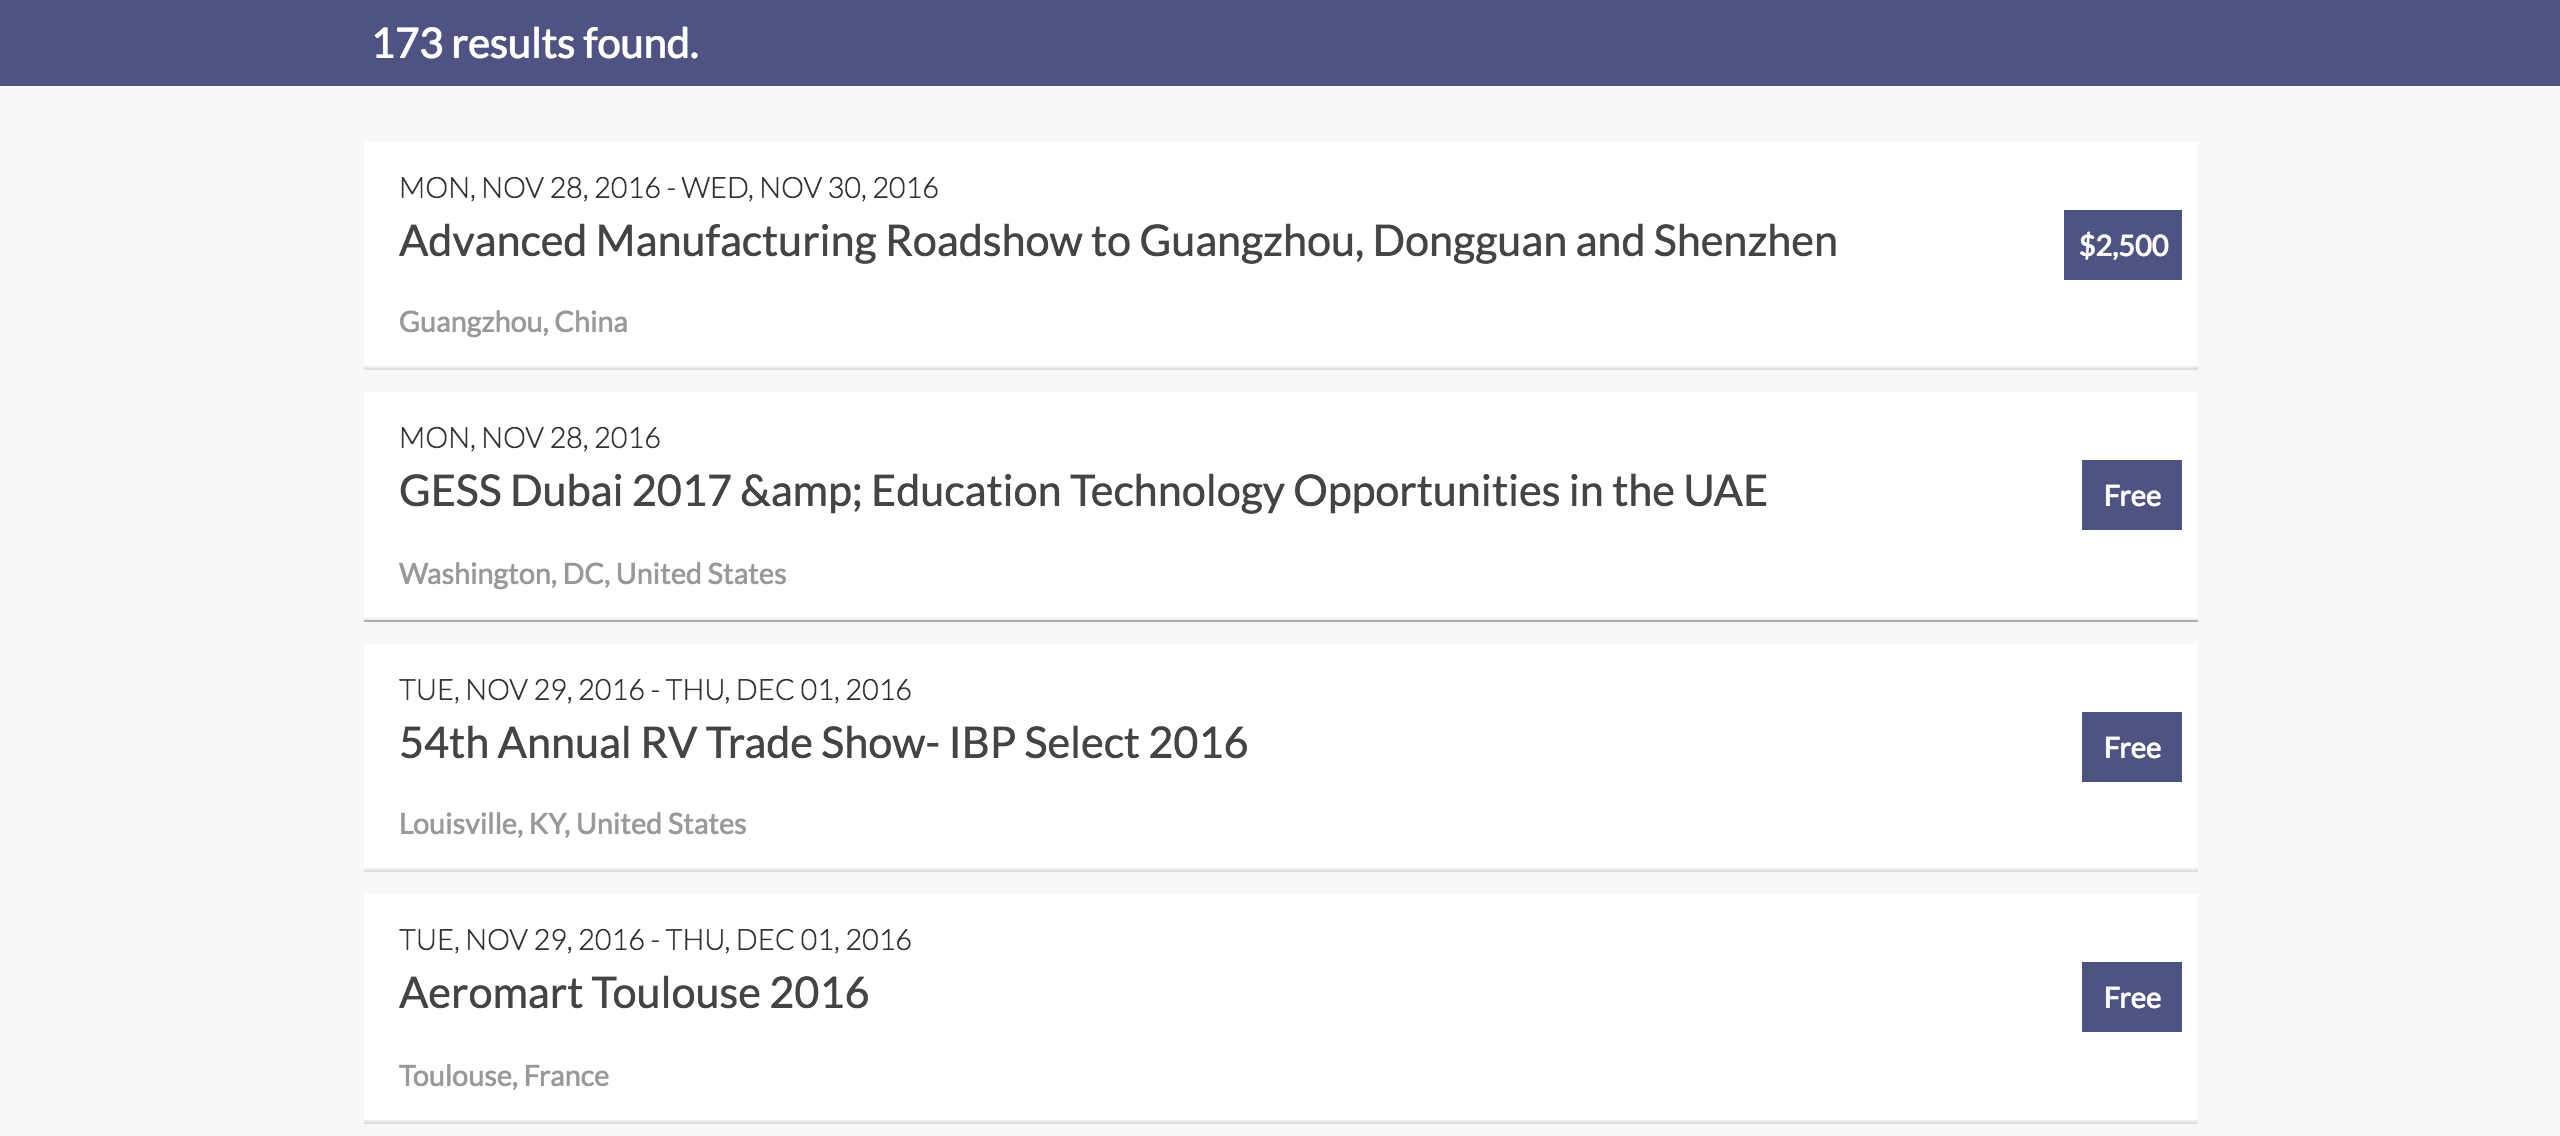 173 results found.
MON, NOV 28, 2016 - WED, NOV 30, 2016
Advanced Manufacturing Roadshow to Guangzhou, Dongguan and Shenzhen
$2,500
Guangzhou, China
MON, NOV 28, 2016
GESS Dubai 2017 &amp; Education Technology Opportunities in the UAE
Free
Washington, DC, United States
TUE, NOV 29, 2016 - THU, DEC 01, 2016
54th Annual RV Trade Show- IBP Select 2016
Free
Louisville, KY, United States
TUE, NOV 29, 2016 - THU, DEC 01, 2016
Aeromart Toulouse 2016
Free
Toulouse, France